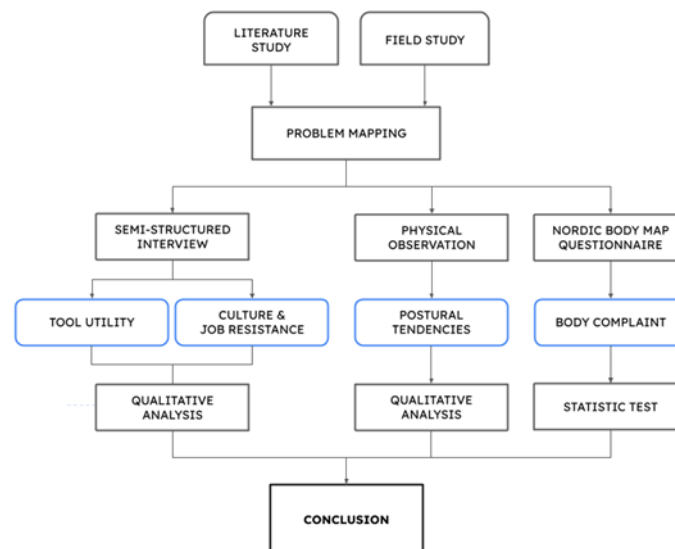 LITERATURE
STUDY
FIELD STUDY
PROBLEM MAPPING
SEMI-STRUCTURED
INTERVIEW
PHYSICAL
OBSERVATION
NORDIC BODY MAP
QUESTIONNAIRE
TOOL UTILITY
CULTURE &
JOB RESISTANCE
POSTURAL
TENDENCIES
BODY COMPLAINT
QUALITATIVE
ANALYSIS
QUALITATIVE
ANALYSIS
STATISTIC TEST
CONCLUSION